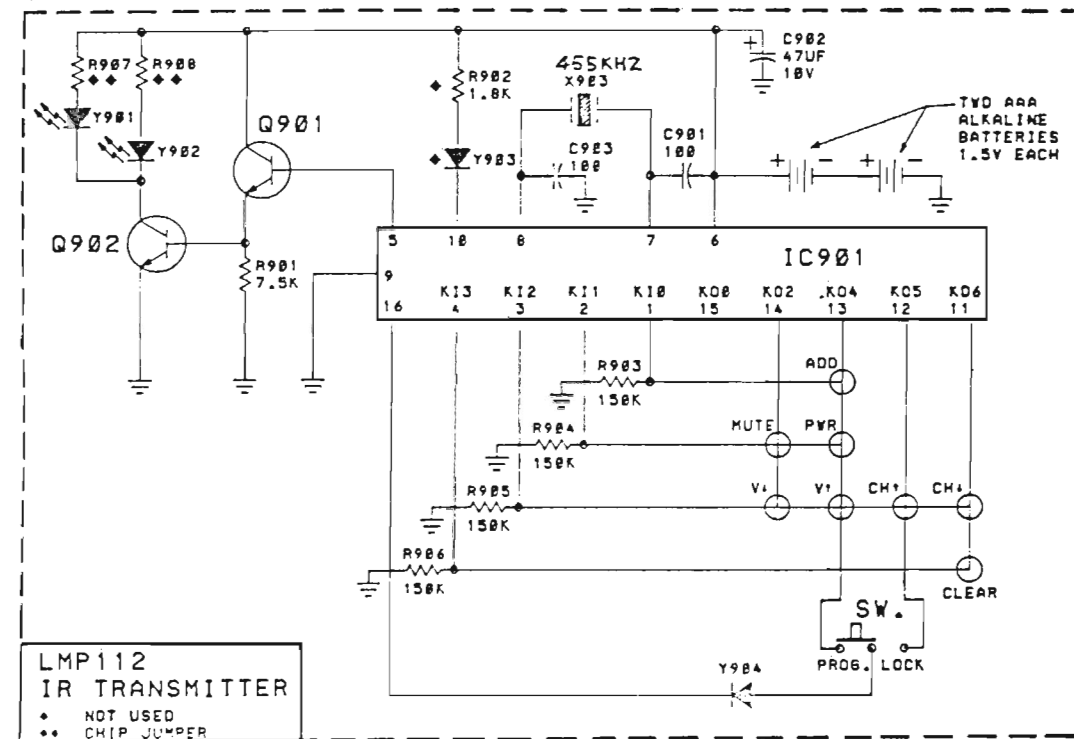 R907
◆◆
R908
◆◆
Y901
Y902
Q901
Q902
R901
7.5K
◆ R902
1.8K
◆ Y903
455KHZ
X903
C903
100
C901
100
+ C902
47UF
10V
TWO AAA
ALKALINE
BATTERIES
1.5V EACH
+ - + -
5 10 8 7 6
IC901
9
16 KI3 KI2 KI1 KI0 KO0 KO2 KO4 KO5 KO6
4 3 2 1 15 14 13 12 11
R903
150K
ADD
R904
150K
MUTE PWR
R905
150K
V↓ V↑ CH↑ CH↓
R906
150K
CLEAR
SW.
PROG. LOCK
Y904
LMP112
IR TRANSMITTER
◆ NOT USED
◆◆ CHIP JUMPER